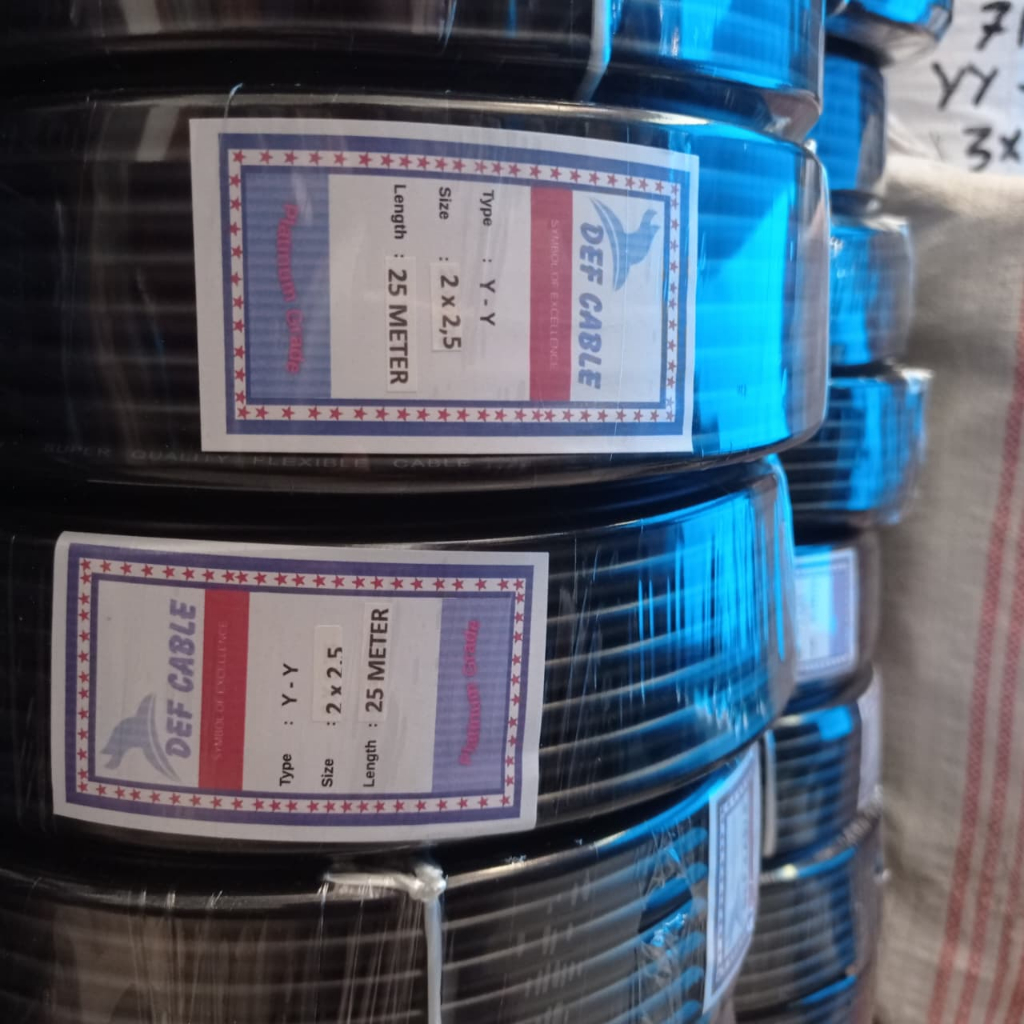 DEF CABLE
SYMBOL OF EXCELLENCE
Type : Y - Y
Size : 2 x 2,5
Length : 25 METER
Platinum Grade
SUPER QUALITY FLEXIBLE CABLE
DEF CABLE
SYMBOL OF EXCELLENCE
Type : Y - Y
Size : 2 x 2.5
Length : 25 METER
Platinum Grade
YY
3x